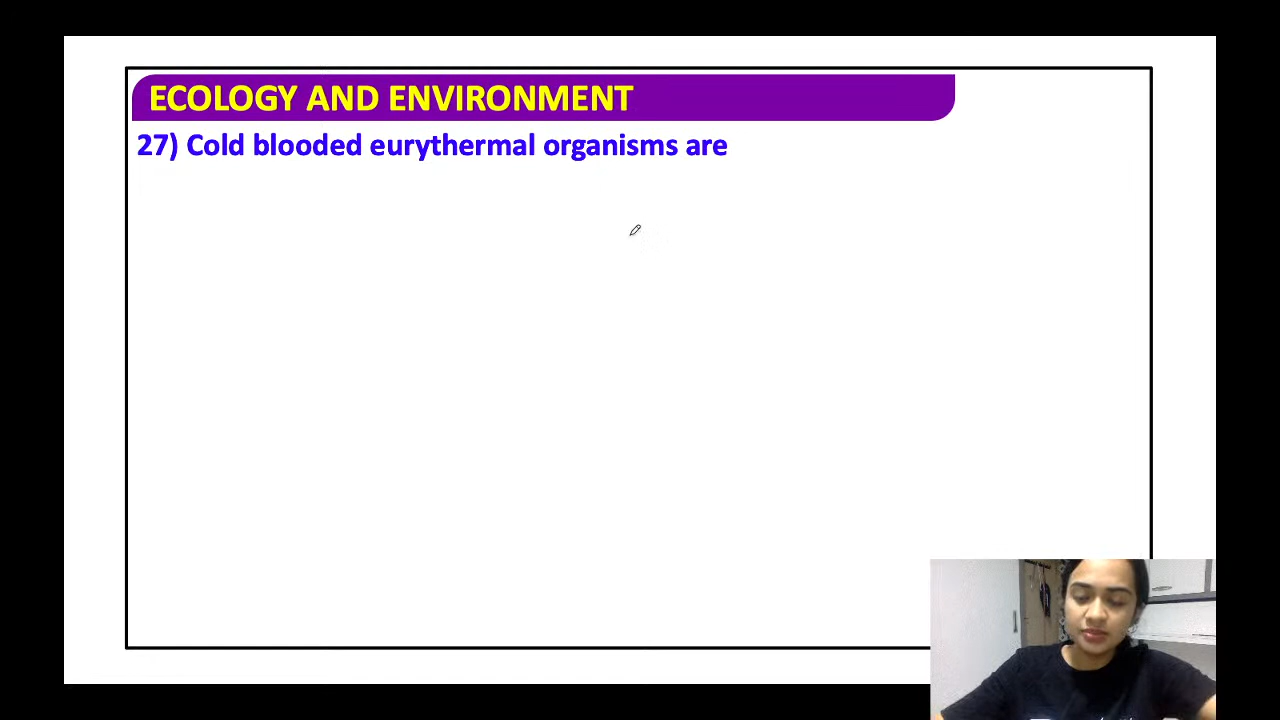 ECOLOGY AND ENVIRONMENT
27) Cold blooded eurythermal organisms are